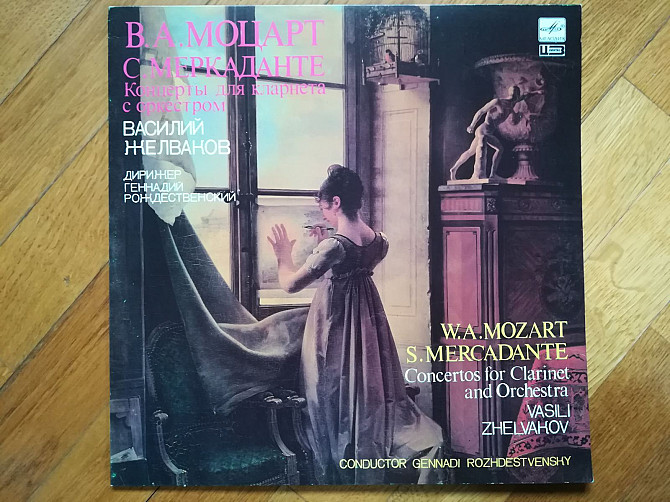 В.А.МОЦАРТ
С.МЕРКАДАНТЕ
Концерты для кларнета
с оркестром
ВАСИЛИЙ
ЖЕЛВАКОВ
ДИРИЖЕР
ГЕННАДИЙ
РОЖДЕСТВЕНСКИЙ
W.A.MOZART
S.MERCADANTE
Concertos for Clarinet
and Orchestra
VASILI
ZHELVAKOV
CONDUCTOR GENNADI ROZHDESTVENSKY